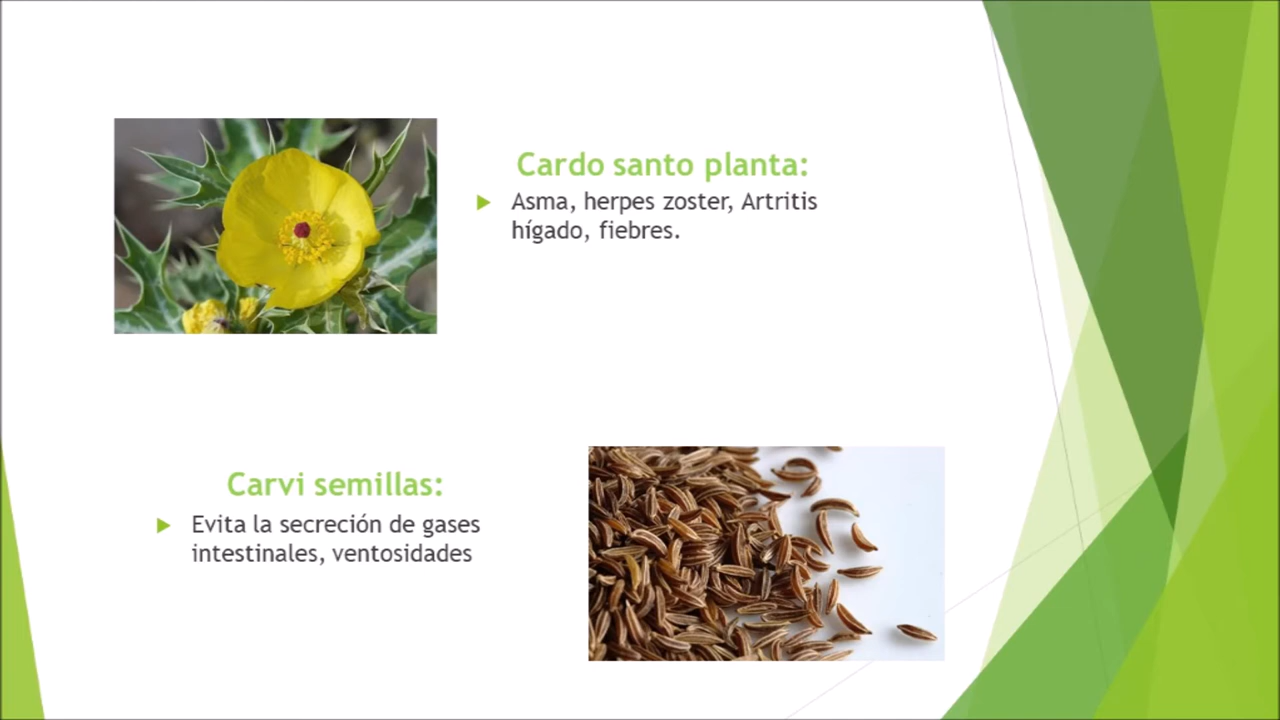 Cardo santo planta:
Asma, herpes zoster, Artritis
hígado, fiebres.
Carvi semillas:
Evita la secreción de gases
intestinales, ventosidades